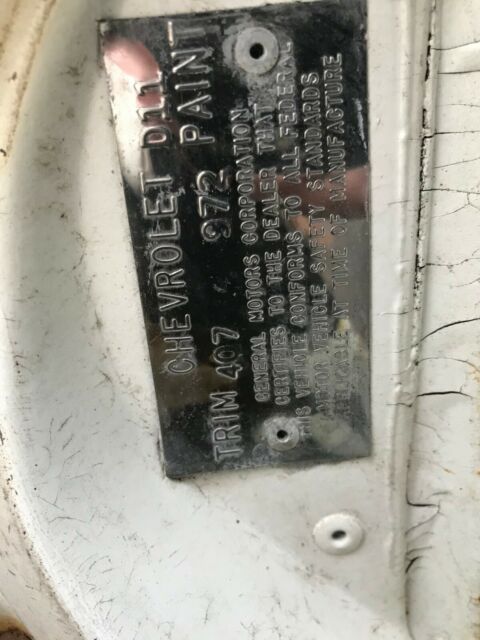 CHEVROLET D11
TRIM 407 972 PAINT
GENERAL MOTORS CORPORATION
CERTIFIES TO THE DEALER THAT
THIS VEHICLE CONFORMS TO ALL FEDERAL
MOTOR VEHICLE SAFETY STANDARDS
APPLICABLE AT TIME OF MANUFACTURE